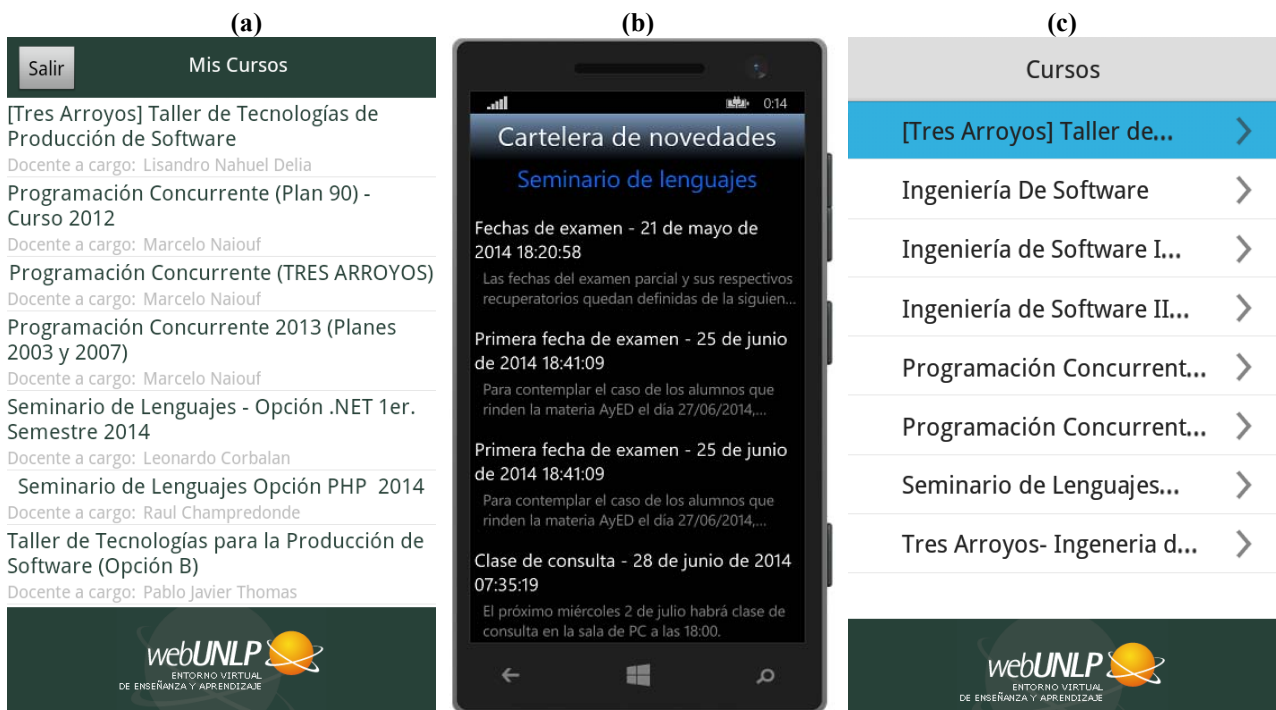 (a)
Salir
Mis Cursos
[Tres Arroyos] Taller de Tecnologías de
Producción de Software
Docente a cargo: Lisandro Nahuel Delia
Programación Concurrente (Plan 90) -
Curso 2012
Docente a cargo: Marcelo Naiouf
Programación Concurrente (TRES ARROYOS)
Docente a cargo: Marcelo Naiouf
Programación Concurrente 2013 (Planes
2003 y 2007)
Docente a cargo: Marcelo Naiouf
Seminario de Lenguajes - Opción .NET 1er.
Semestre 2014
Docente a cargo: Leonardo Corbalan
Seminario de Lenguajes Opción PHP 2014
Docente a cargo: Raul Champredonde
Taller de Tecnologías para la Producción de
Software (Opción B)
Docente a cargo: Pablo Javier Thomas
webUNLP
ENTORNO VIRTUAL
DE ENSEÑANZA Y APRENDIZAJE
(b)
0:14
Cartelera de novedades
Seminario de lenguajes
Fechas de examen - 21 de mayo de
2014 18:20:58
Las fechas del examen parcial y sus respectivos
recuperatorios quedan definidas de la siguien...
Primera fecha de examen - 25 de junio
de 2014 18:41:09
Para contemplar el caso de los alumnos que
rinden la materia AyED el día 27/06/2014,...
Primera fecha de examen - 25 de junio
de 2014 18:41:09
Para contemplar el caso de los alumnos que
rinden la materia AyED el día 27/06/2014,...
Clase de consulta - 28 de junio de 2014
07:35:19
El próximo miércoles 2 de julio habrá clase de
consulta en la sala de PC a las 18:00.
(c)
Cursos
[Tres Arroyos] Taller de...
Ingeniería De Software
Ingeniería de Software I...
Ingeniería de Software II...
Programación Concurrent...
Programación Concurrent...
Seminario de Lenguajes...
Tres Arroyos- Ingeneria d...
webUNLP
ENTORNO VIRTUAL
DE ENSEÑANZA Y APRENDIZAJE